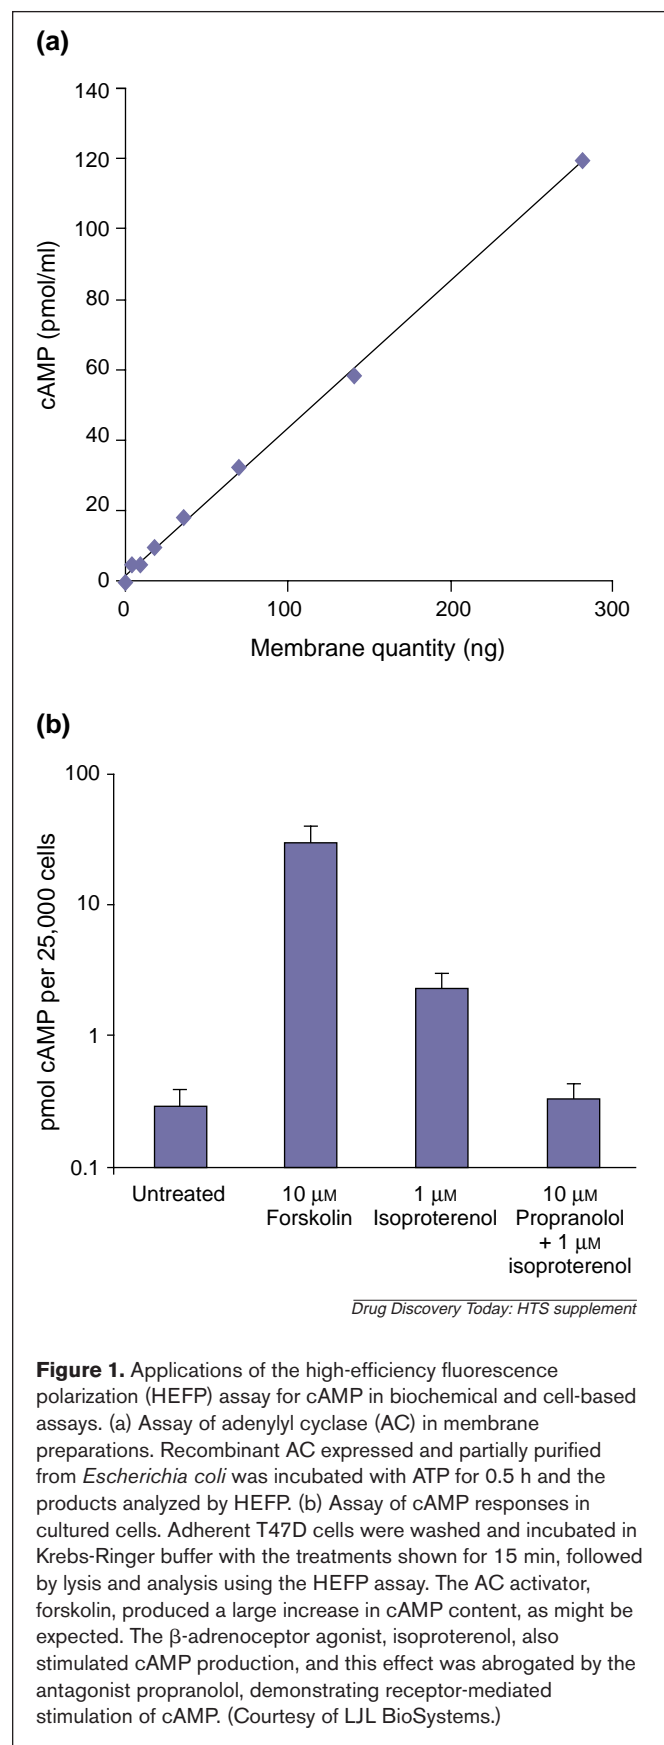 (a)
140
120
100
80
60
40
20
0
cAMP (pmol/ml)
0 100 200 300
Membrane quantity (ng)
(b)
100
10
1
0.1
pmol cAMP per 25,000 cells
Untreated
10 μM
Forskolin
1 μM
Isoproterenol
10 μM
Propranolol
+ 1 μM
isoproterenol
Drug Discovery Today: HTS supplement
Figure 1. Applications of the high-efficiency fluorescence
polarization (HEFP) assay for cAMP in biochemical and cell-based
assays. (a) Assay of adenylyl cyclase (AC) in membrane
preparations. Recombinant AC expressed and partially purified
from Escherichia coli was incubated with ATP for 0.5 h and the
products analyzed by HEFP. (b) Assay of cAMP responses in
cultured cells. Adherent T47D cells were washed and incubated in
Krebs-Ringer buffer with the treatments shown for 15 min, followed
by lysis and analysis using the HEFP assay. The AC activator,
forskolin, produced a large increase in cAMP content, as might be
expected. The β-adrenoceptor agonist, isoproterenol, also
stimulated cAMP production, and this effect was abrogated by the
antagonist propranolol, demonstrating receptor-mediated
stimulation of cAMP. (Courtesy of LJL BioSystems.)